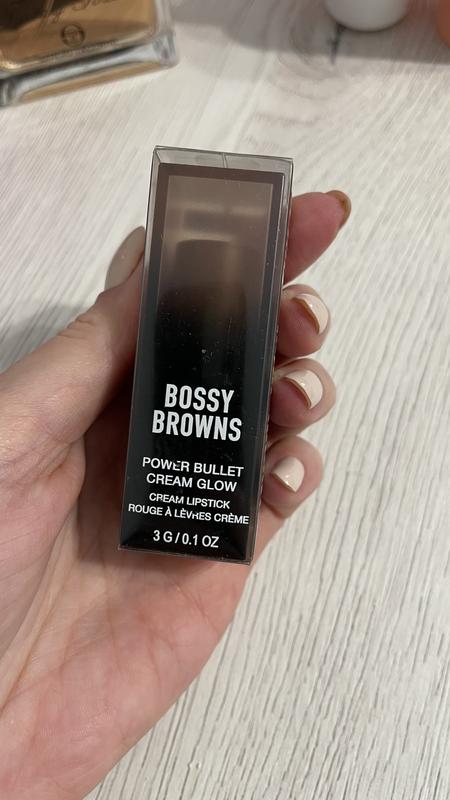 BOSSY
BROWNS
POWER BULLET
CREAM GLOW
CREAM LIPSTICK
ROUGE À LÈVRES CRÈME
3 G / 0.1 OZ